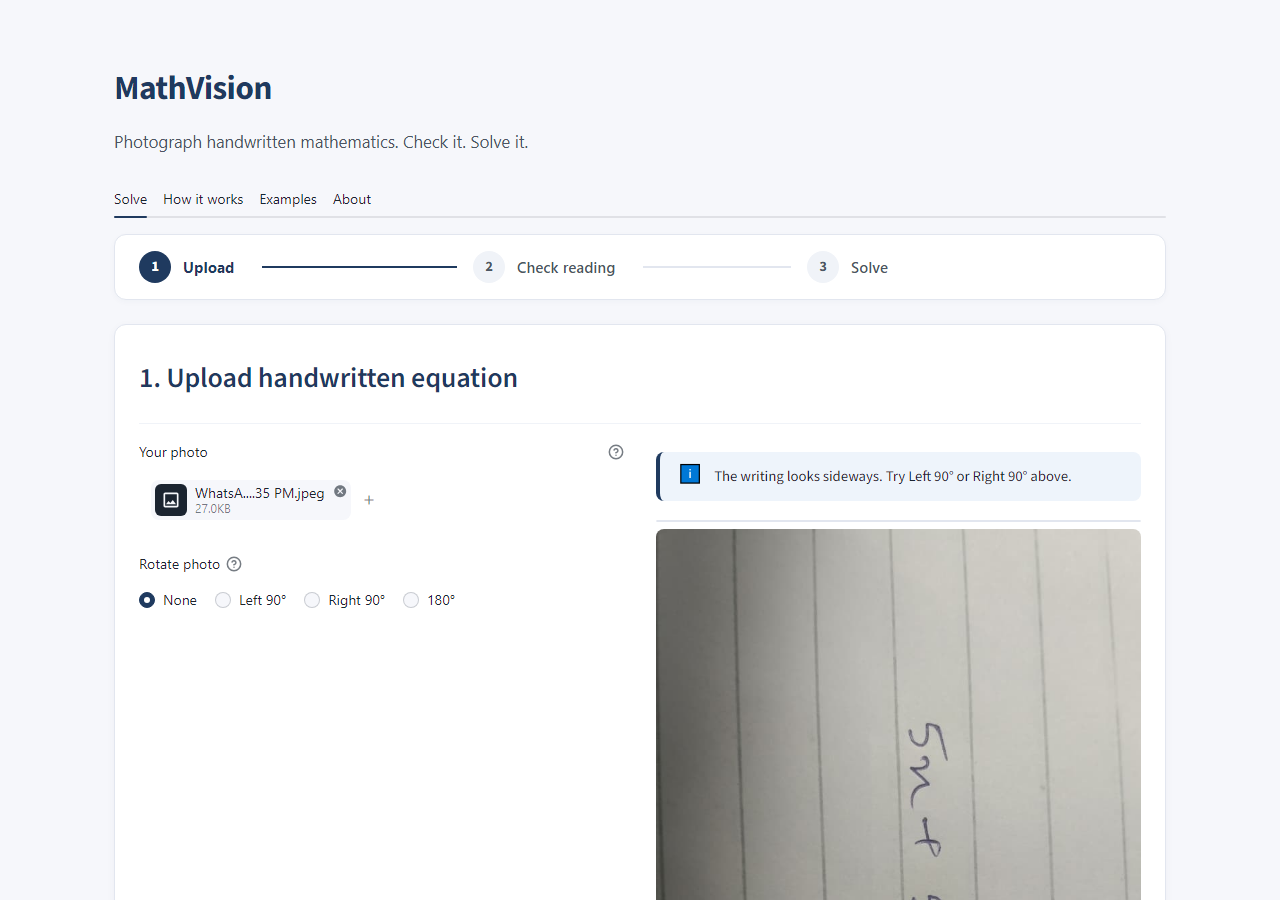 MathVision
Photograph handwritten mathematics. Check it. Solve it.
Solve How it works Examples About
1 Upload 2 Check reading 3 Solve
1. Upload handwritten equation
Your photo
WhatsA....35 PM.jpeg
27.0KB
Rotate photo
None Left 90° Right 90° 180°
The writing looks sideways. Try Left 90° or Right 90° above.
5x +